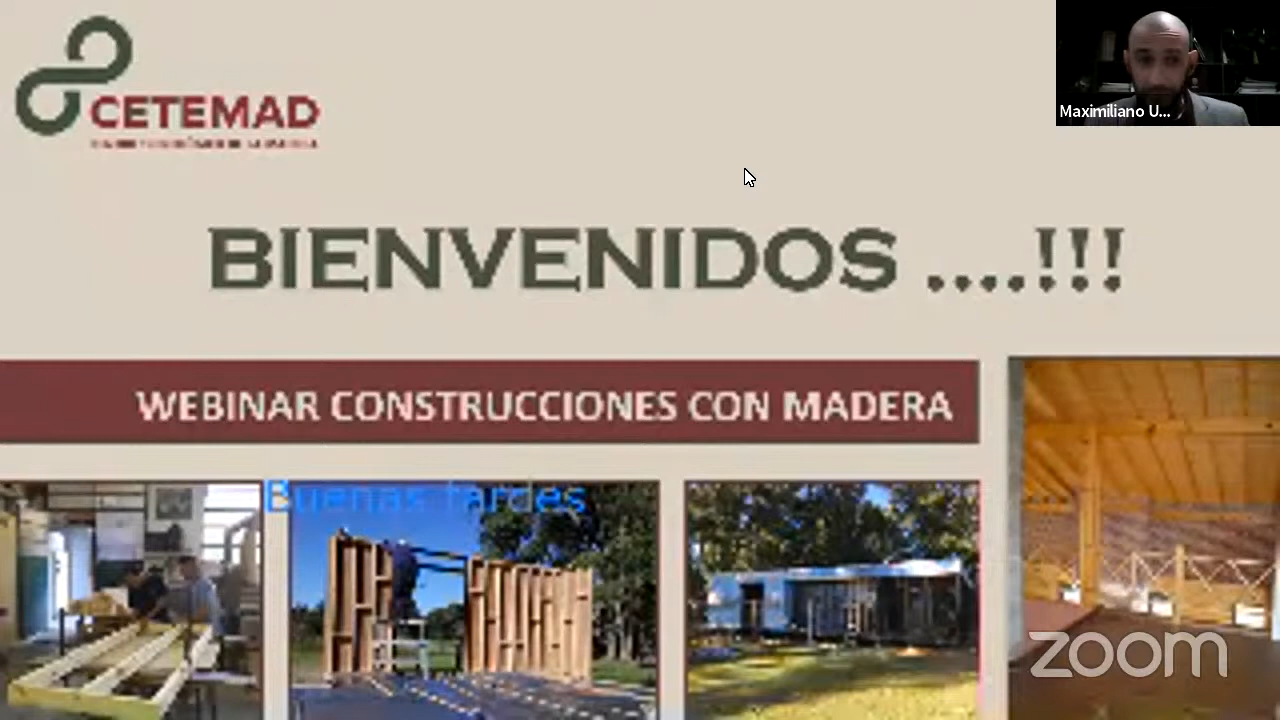 CETEMAD
Maximiliano U...
BIENVENIDOS ....!!!
WEBINAR CONSTRUCCIONES CON MADERA
Buenas tardes
zoom